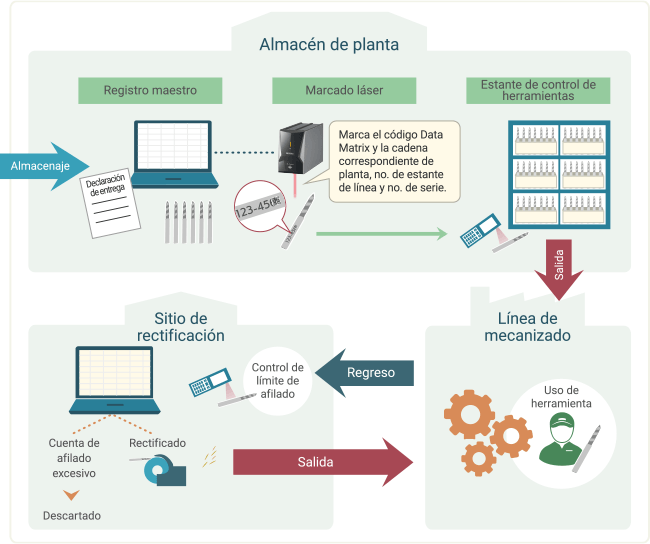 Almacén de planta
Registro maestro
Marcado láser
Estante de control de
herramientas
Almacenaje
Declaración
de entrega
Marca el código Data
Matrix y la cadena
correspondiente de
planta, no. de estante
de línea y no. de serie.
123-456
Salida
Sitio de
rectificación
Línea de
mecanizado
Control de
límite de
afilado
Regreso
Uso de
herramienta
Cuenta de
afilado
excesivo
Rectificado
Salida
Descartado